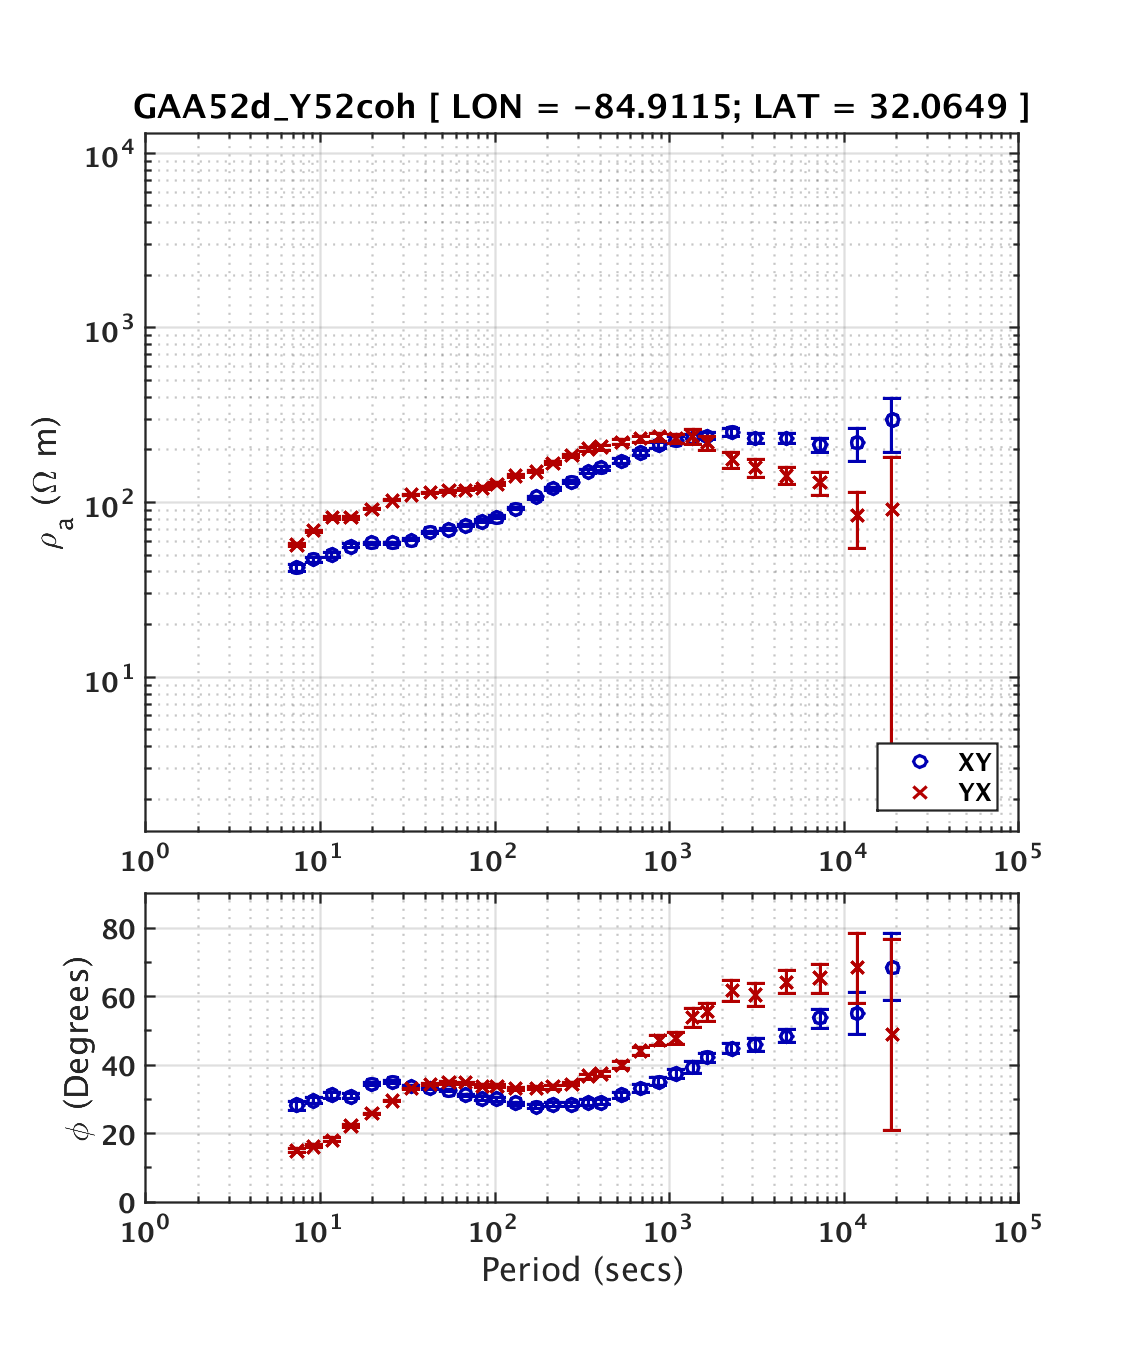 GAA52d_Y52coh [ LON = -84.9115; LAT = 32.0649 ]
10⁴
10³
10²
10¹
ρₐ (Ω m)
XY
YX
10⁰ 10¹ 10² 10³ 10⁴ 10⁵
80
60
40
20
0
ϕ (Degrees)
10⁰ 10¹ 10² 10³ 10⁴ 10⁵
Period (secs)